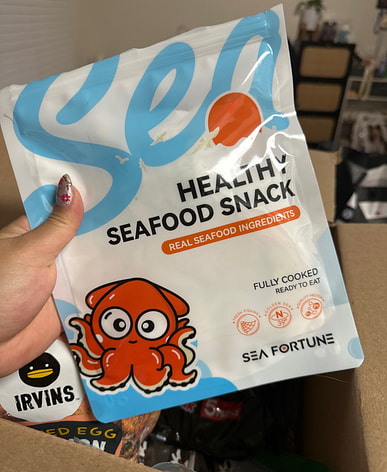 Sea
HEALTHY
SEAFOOD SNACK
REAL SEAFOOD INGREDIENTS
FULLY COOKED
READY TO EAT
SEA FORTUNE
IRVINS
ED EGG